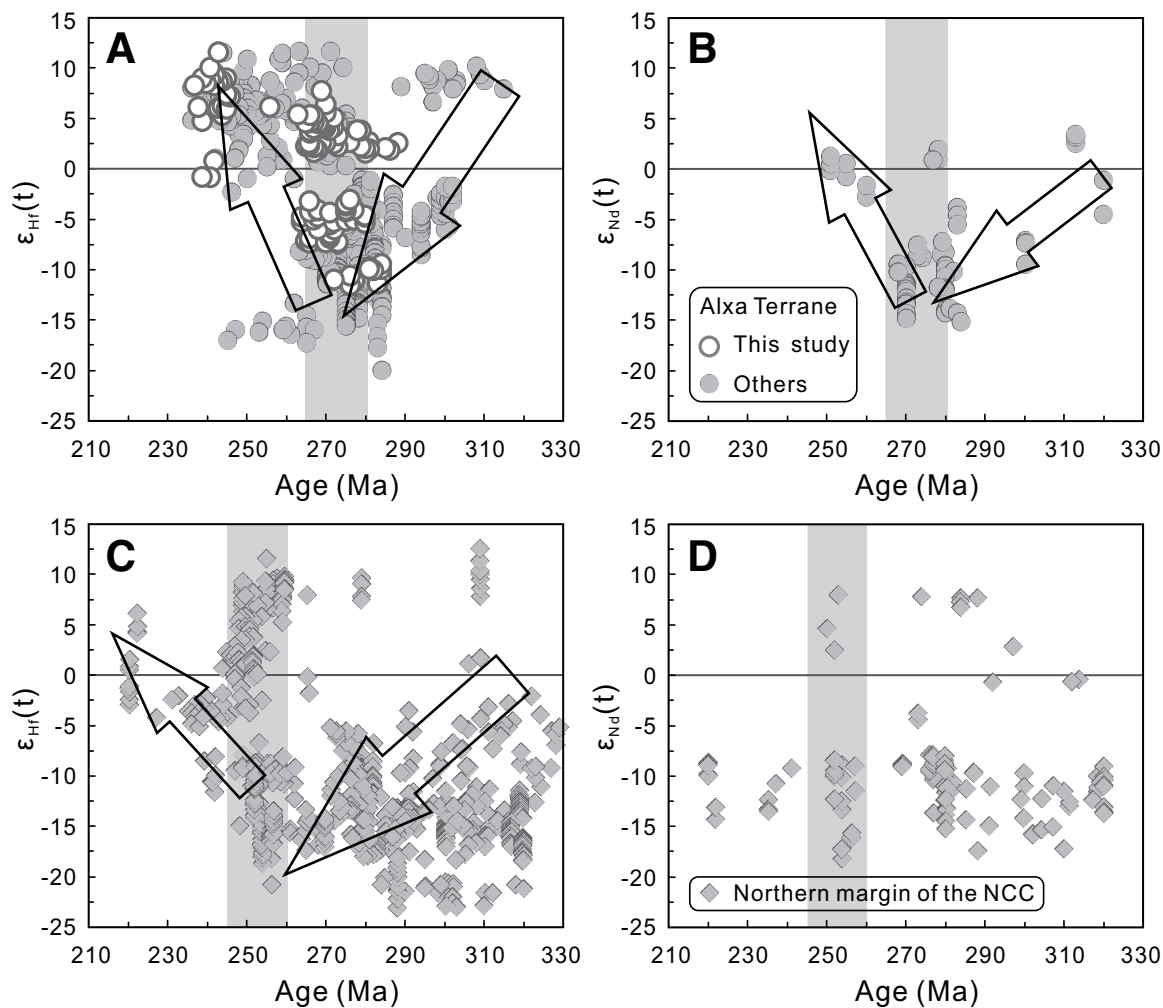 A
15
10
5
0
-5
-10
-15
-20
-25
εHf(t)
210 230 250 270 290 310 330
Age (Ma)
B
15
10
5
0
-5
-10
-15
-20
-25
εNd(t)
Alxa Terrane
This study
Others
210 230 250 270 290 310 330
Age (Ma)
C
15
10
5
0
-5
-10
-15
-20
-25
εHf(t)
210 230 250 270 290 310 330
Age (Ma)
D
15
10
5
0
-5
-10
-15
-20
-25
εNd(t)
Northern margin of the NCC
210 230 250 270 290 310 330
Age (Ma)